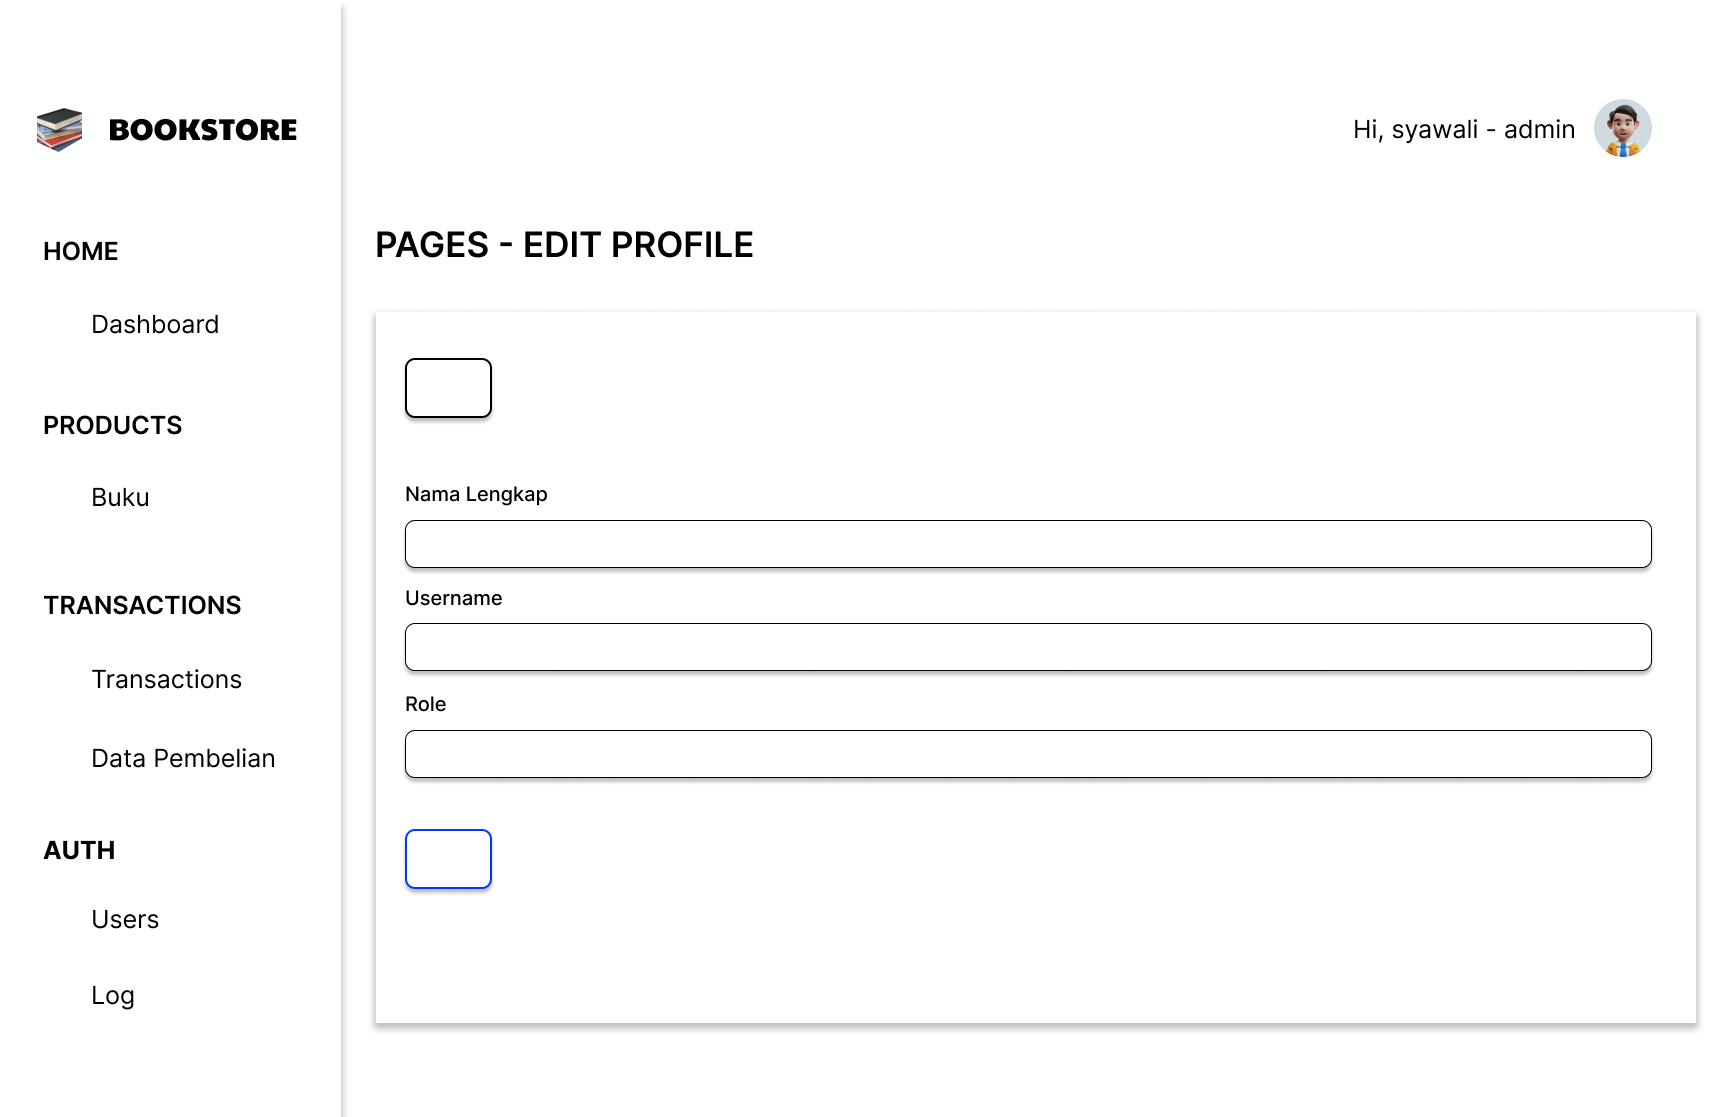 BOOKSTORE
HOME
Dashboard
PRODUCTS
Buku
TRANSACTIONS
Transactions
Data Pembelian
AUTH
Users
Log
Hi, syawali - admin
PAGES - EDIT PROFILE
Nama Lengkap
Username
Role